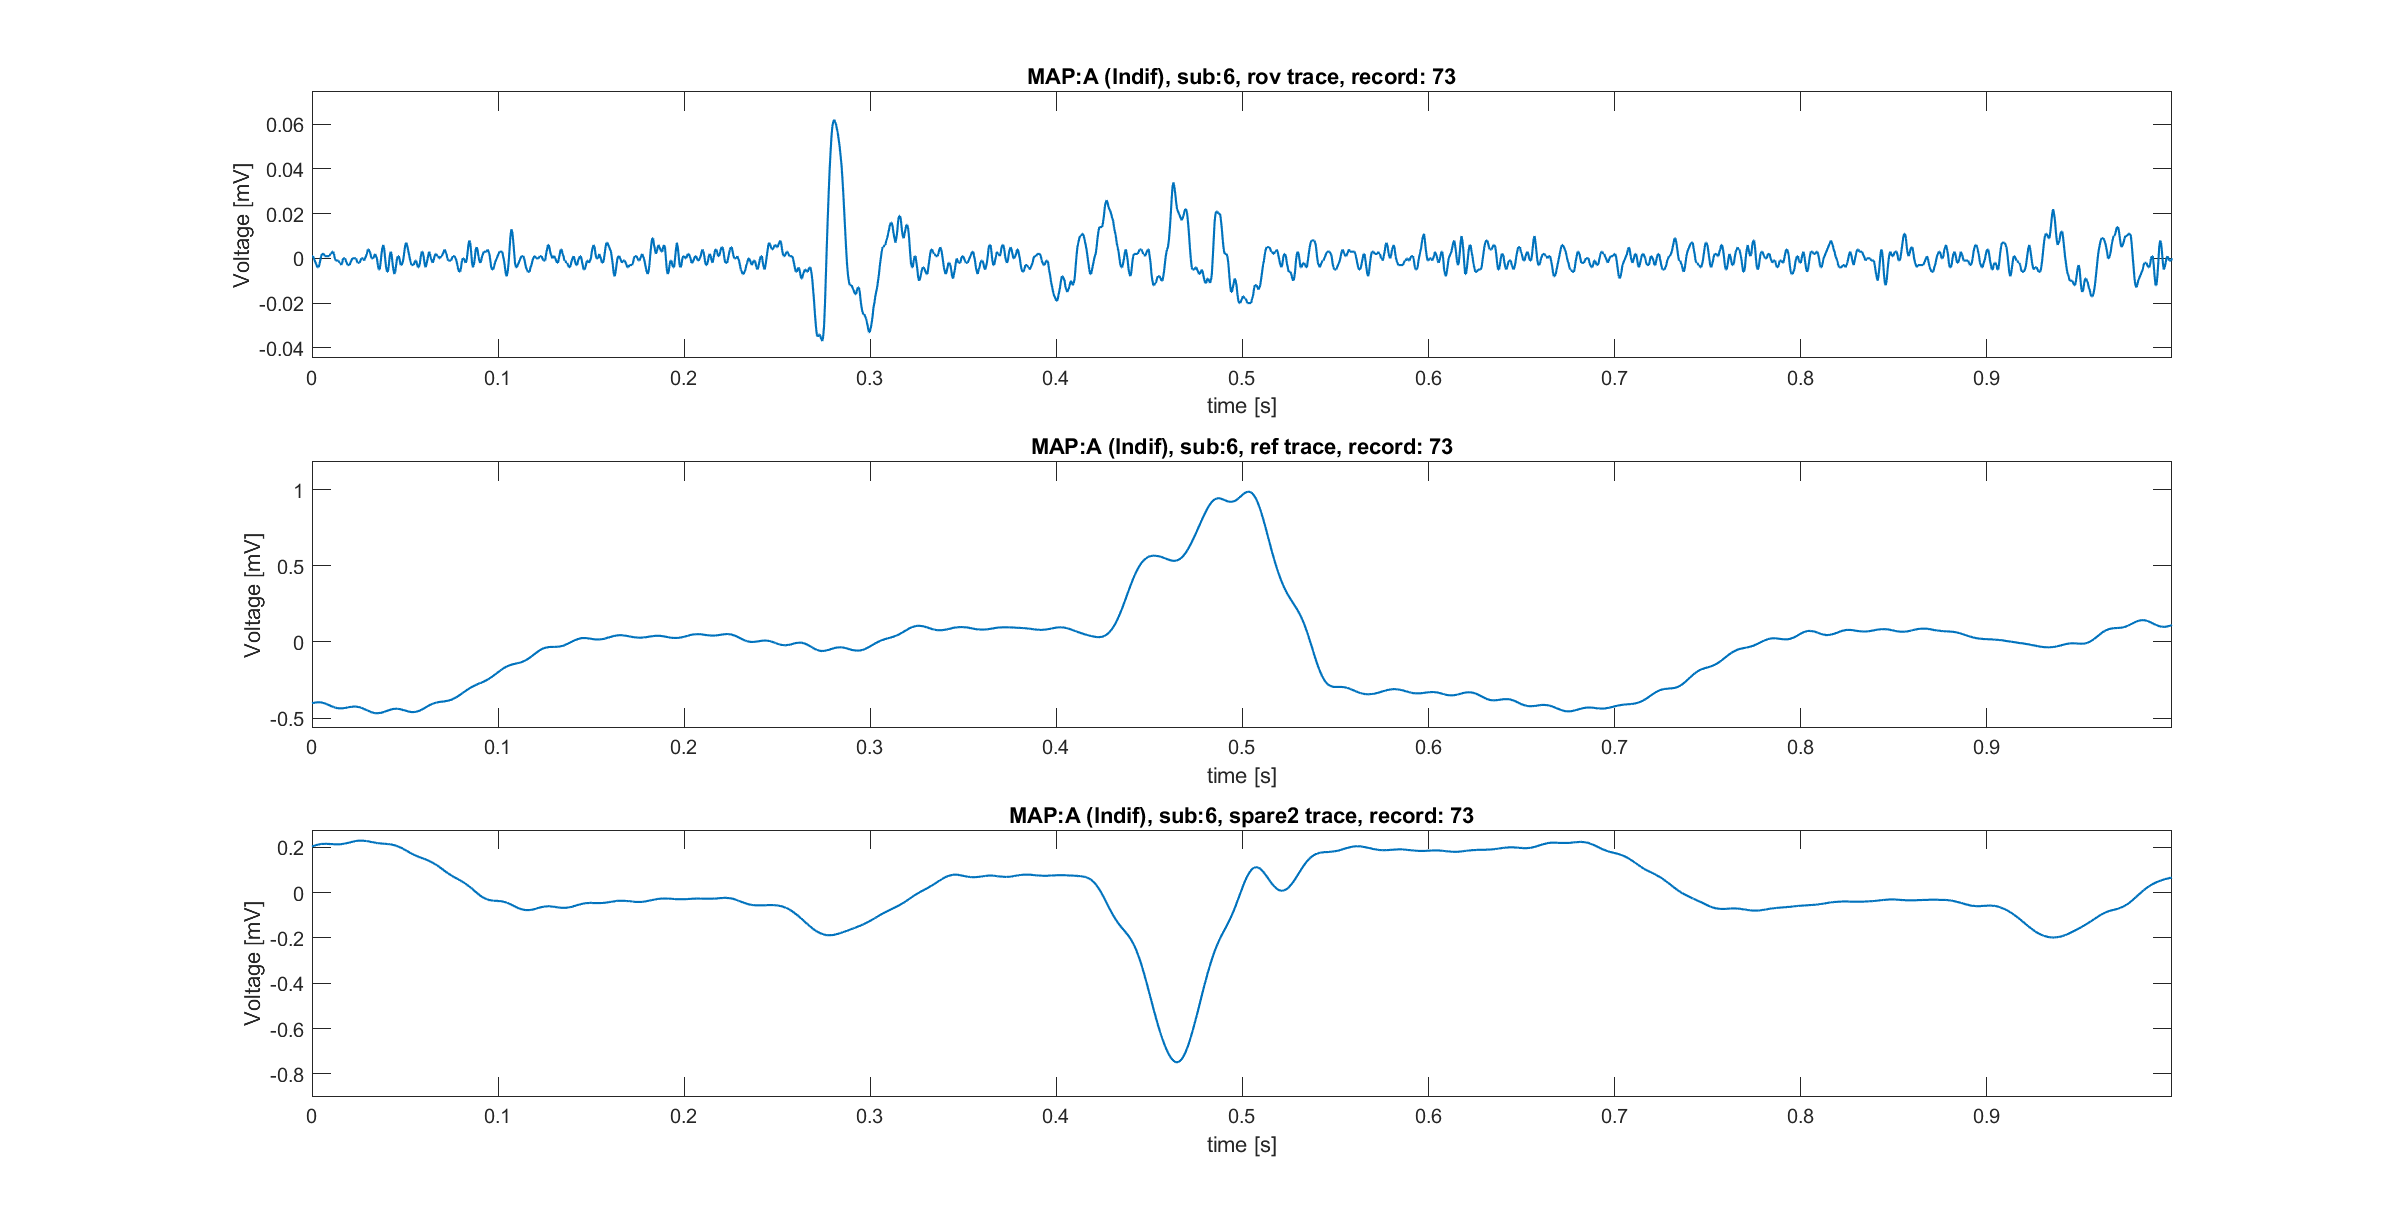 MAP:A (Indif), sub:6, rov trace, record: 73
Voltage [mV]
0.06
0.04
0.02
0
-0.02
-0.04
0 0.1 0.2 0.3 0.4 0.5 0.6 0.7 0.8 0.9
time [s]
MAP:A (Indif), sub:6, ref trace, record: 73
Voltage [mV]
1
0.5
0
-0.5
0 0.1 0.2 0.3 0.4 0.5 0.6 0.7 0.8 0.9
time [s]
MAP:A (Indif), sub:6, spare2 trace, record: 73
Voltage [mV]
0.2
0
-0.2
-0.4
-0.6
-0.8
0 0.1 0.2 0.3 0.4 0.5 0.6 0.7 0.8 0.9
time [s]